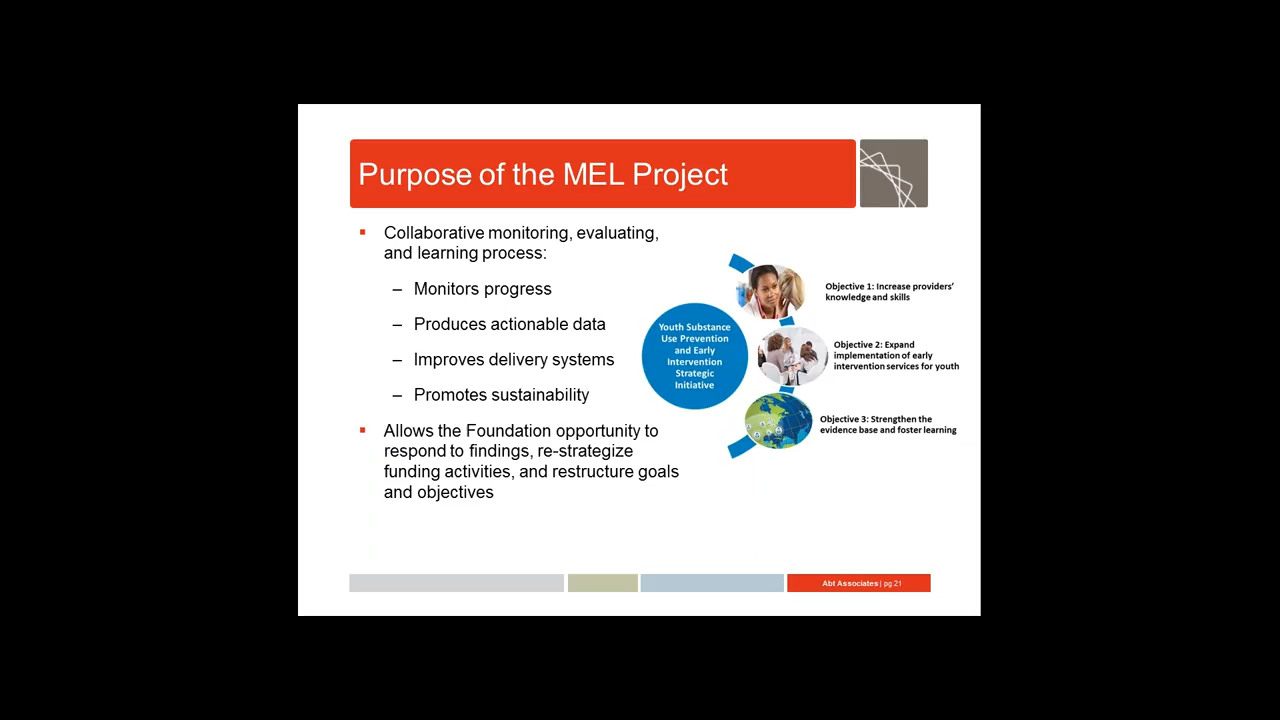 Purpose of the MEL Project
▪ Collaborative monitoring, evaluating,
and learning process:
– Monitors progress
– Produces actionable data
– Improves delivery systems
– Promotes sustainability
▪ Allows the Foundation opportunity to
respond to findings, re-strategize
funding activities, and restructure goals
and objectives
Youth Substance
Use Prevention
and Early
Intervention
Strategic
Initiative
Objective 1: Increase providers’
knowledge and skills
Objective 2: Expand
implementation of early
intervention services for youth
Objective 3: Strengthen the
evidence base and foster learning
Abt Associates | pg 21